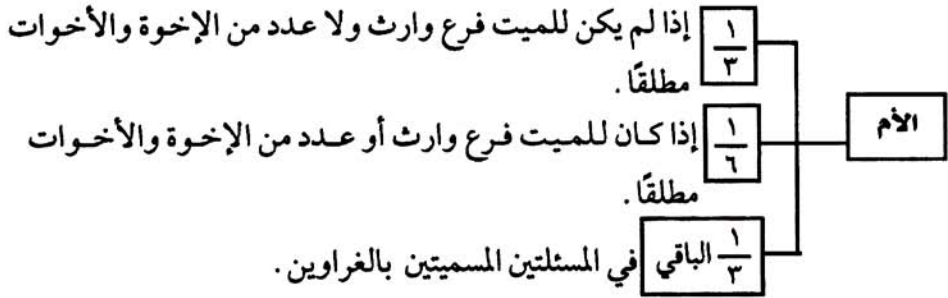 الأم
١/٣ إذا لم يكن للميت فرع وارث ولا عدد من الإخوة والأخوات
مطلقًا .
١/٦ إذا كان للميت فرع وارث أو عدد من الإخوة والأخوات
مطلقًا .
١/٣ الباقي في المسئلتين المسميتين بالغراوين .